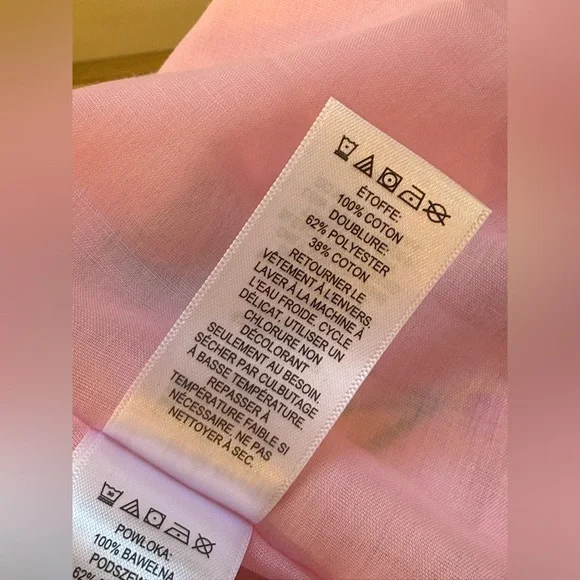 ÉTOFFE:
100% COTON
DOUBLURE:
62% POLYESTER
38% COTON
RETOURNER LE
VÊTEMENT À L'ENVERS.
LAVER À LA MACHINE À
L'EAU FROIDE, CYCLE
DÉLICAT, UTILISER UN
CHLORURE NON
DÉCOLORANT
SEULEMENT AU BESOIN.
SÉCHER PAR CULBUTAGE
À BASSE TEMPÉRATURE.
REPASSER À
TEMPÉRATURE FAIBLE SI
NÉCESSAIRE. NE PAS
NETTOYER À SEC.
POWŁOKA:
100% BAWEŁNA
PODSZEW
62%